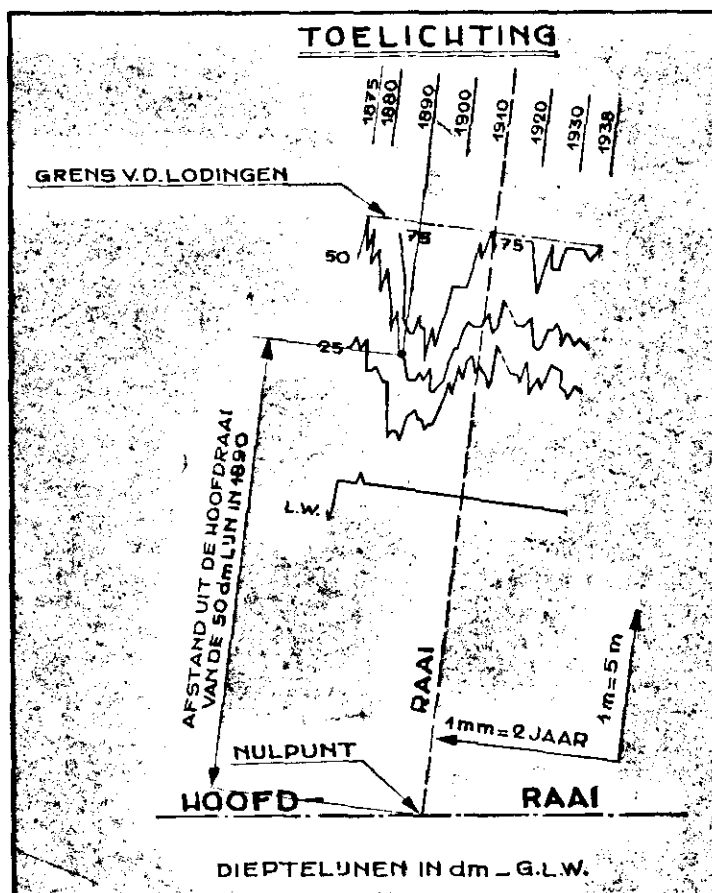 TOELICHTING
1875
1880
1890
1900
1910
1920
1930
1938
GRENS V.D. LODINGEN
50
75
75
25
AFSTAND UIT DE HOOFDRAAI
VAN DE 50 dm LIJN IN 1890
L.W.
RAAI
1 m = 5 m
1 mm = 2 JAAR
NULPUNT
HOOFD
RAAI
DIEPTELIJNEN IN dm - G.L.W.